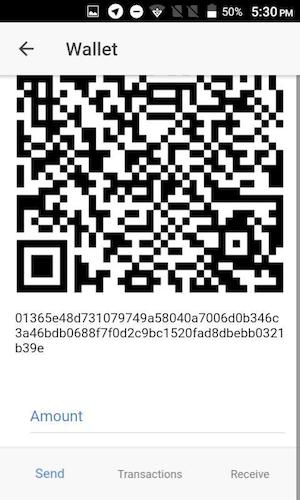 50% 5:30 PM
Wallet
01365e48d731079749a58040a7006d0b346c
3a46bdb0688f7f0d2c9bc1520fad8dbebb0321
b39e
Amount
Send Transactions Receive